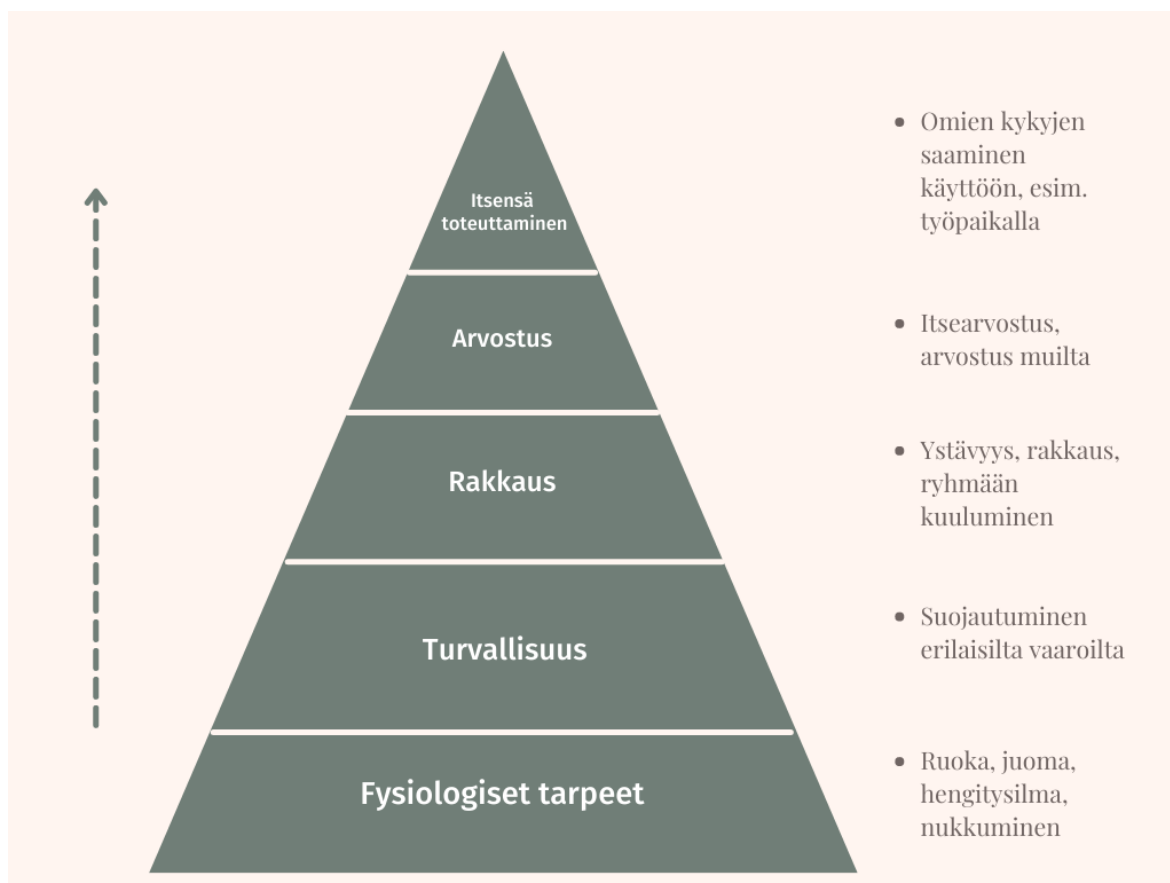 Itsensä
toteuttaminen
• Omien kykyjen
saaminen
käyttöön, esim.
työpaikalla
Arvostus
• Itsearvostus,
arvostus muilta
Rakkaus
• Ystävyys, rakkaus,
ryhmään
kuuluminen
Turvallisuus
• Suojautuminen
erilaisilta vaaroilta
Fysiologiset tarpeet
• Ruoka, juoma,
hengitysilma,
nukkuminen